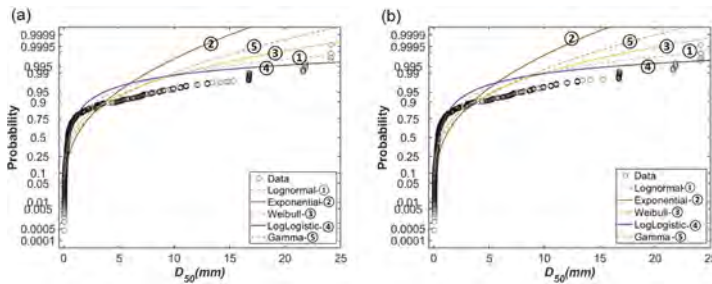 (a)
0.9999
0.9995
0.995
0.99
0.95
0.9
0.75
0.5
0.25
0.1
0.05
0.01
0.005
0.0005
0.0001
Probability
②
⑤
③
①
④
Data
Lognormal-①
Exponential-②
Weibull-③
LogLogistic-④
Gamma-⑤
0 5 10 15 20 25
D50(mm)
(b)
0.9999
0.9995
0.995
0.99
0.95
0.9
0.75
0.5
0.25
0.1
0.05
0.01
0.005
0.0005
0.0001
Probability
②
⑤
③
①
④
Data
Lognormal-①
Exponential-②
Weibull-③
LogLogistic-④
Gamma-⑤
0 5 10 15 20 25
D50(mm)